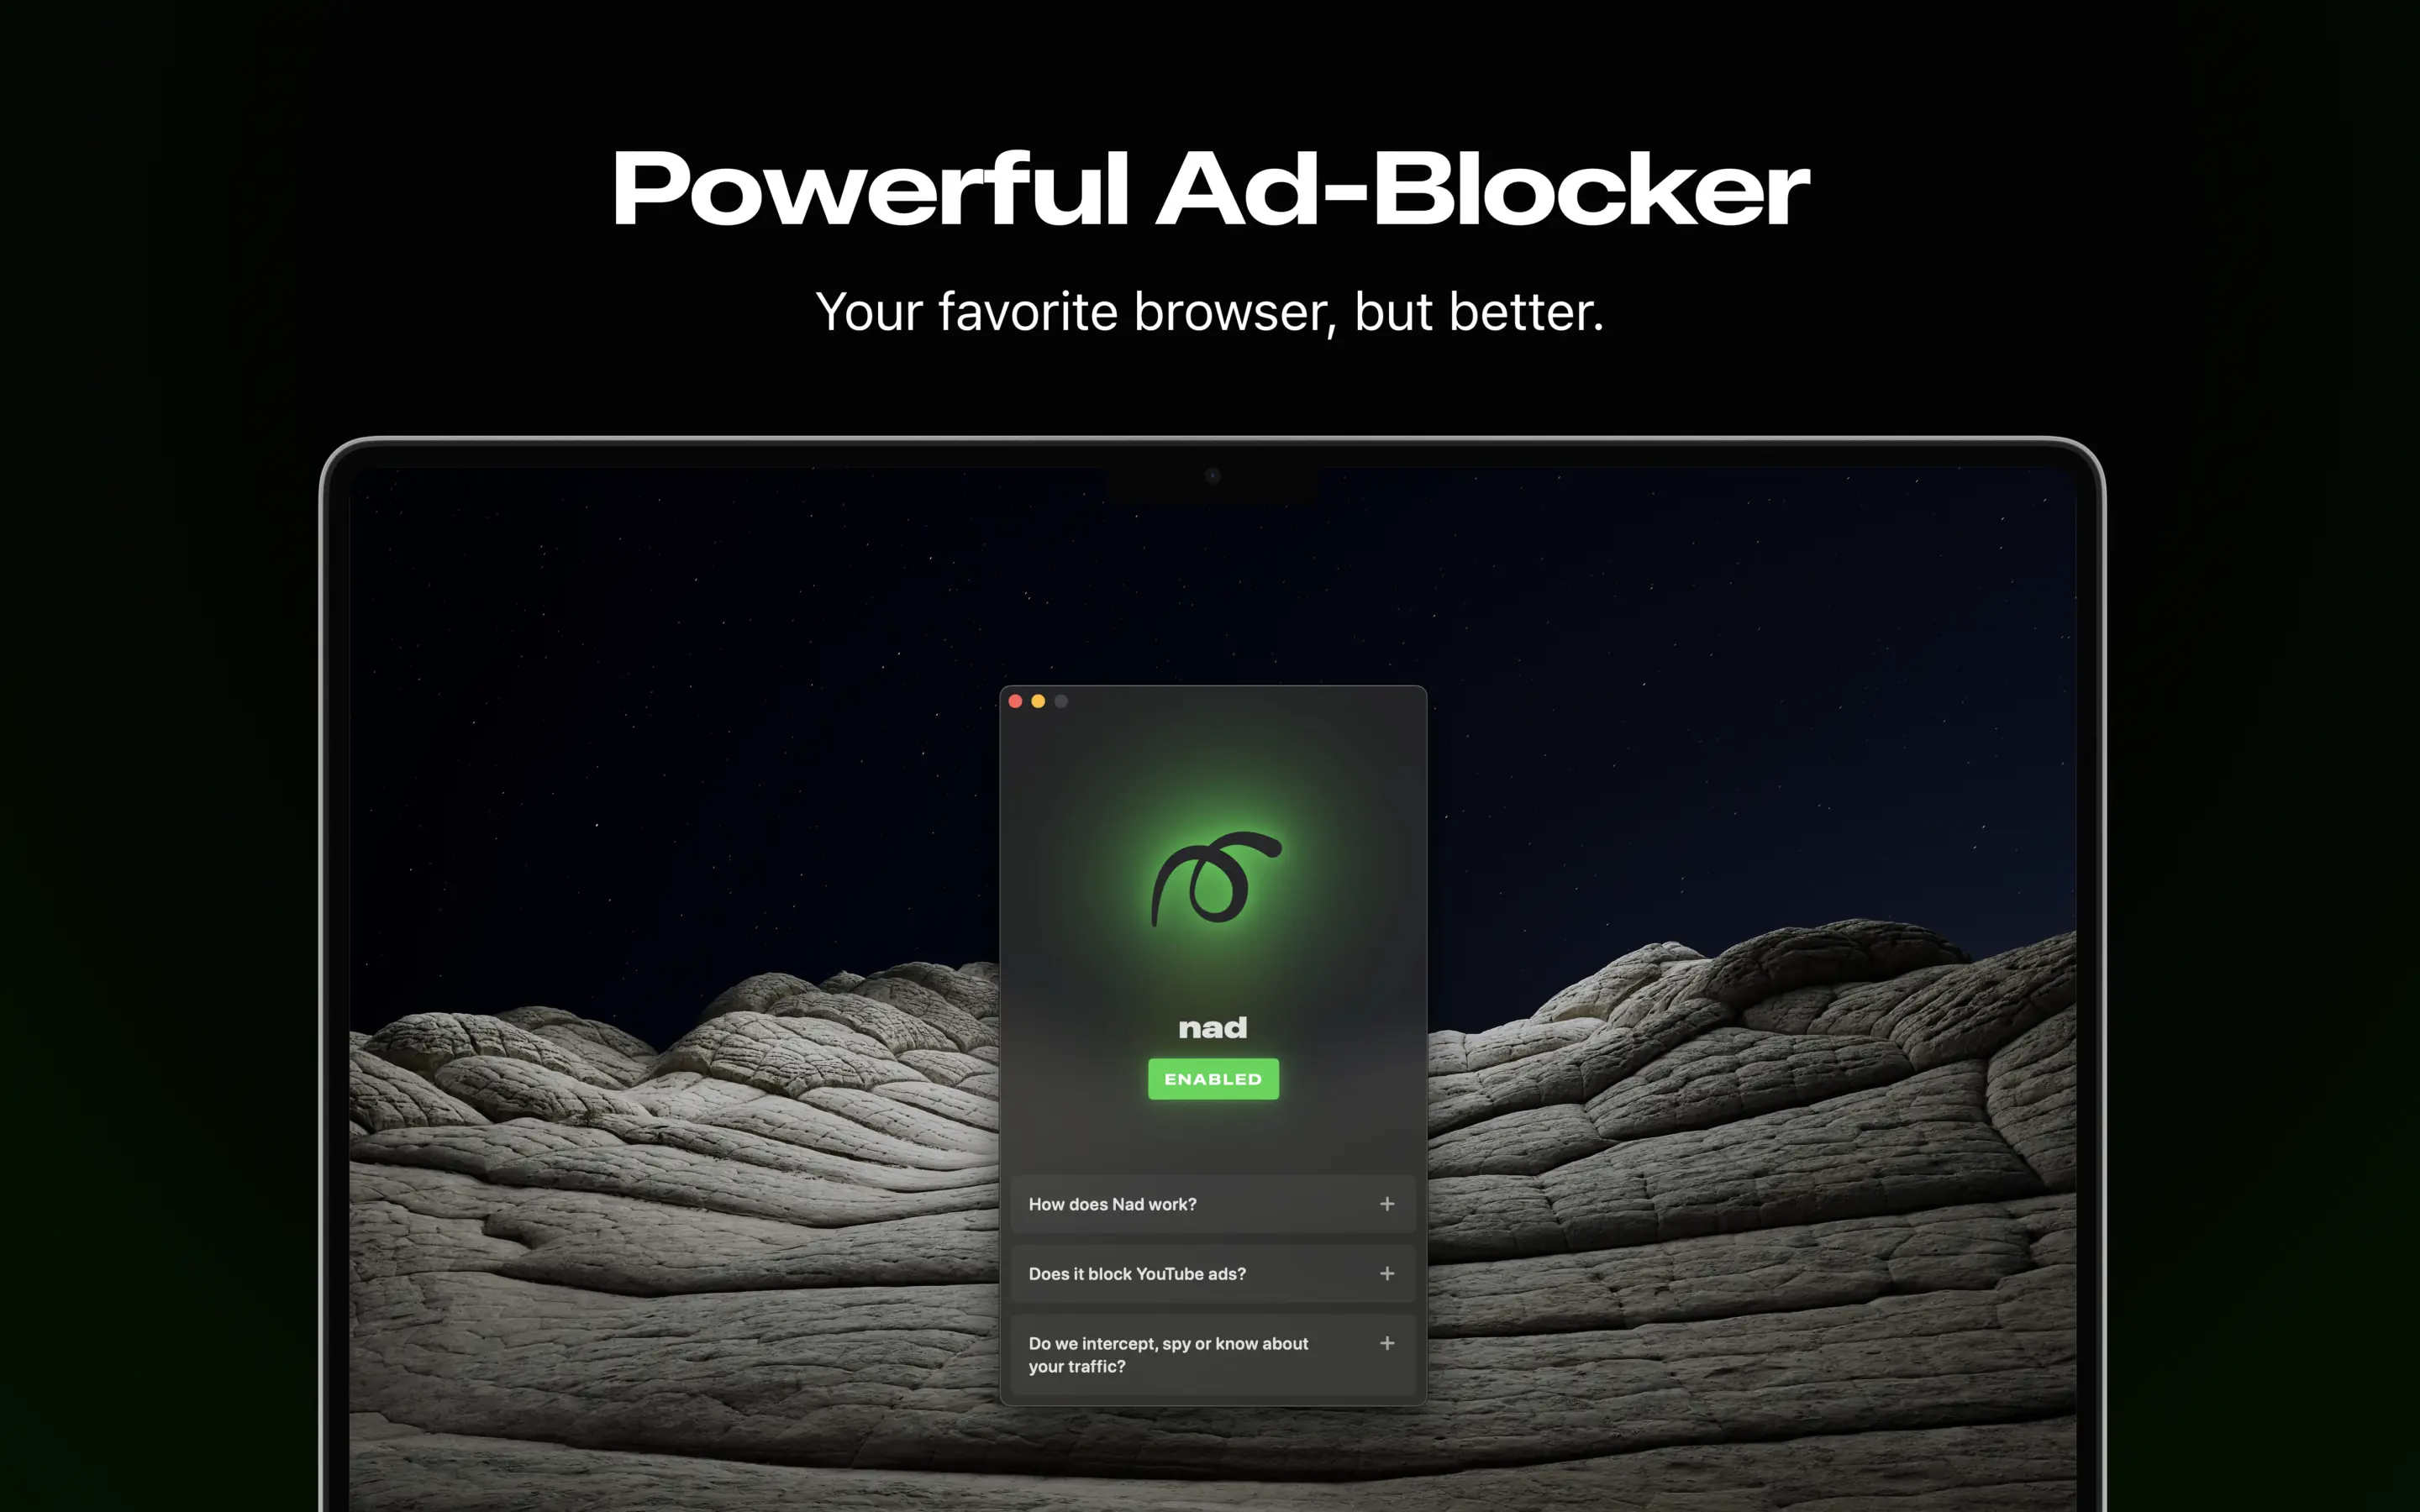 Powerful Ad-Blocker
Your favorite browser, but better.
nad
ENABLED
How does Nad work?
Does it block YouTube ads?
Do we intercept, spy or know about
your traffic?